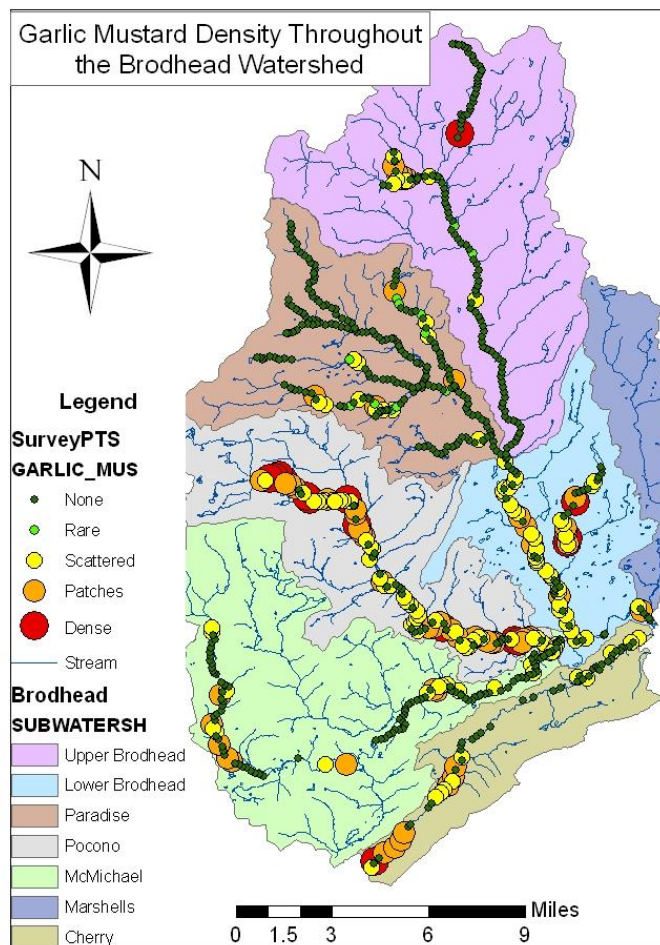 Garlic Mustard Density Throughout
the Brodhead Watershed
N
Legend
SurveyPTS
GARLIC_MUS
None
Rare
Scattered
Patches
Dense
Stream
Brodhead
SUBWATERSH
Upper Brodhead
Lower Brodhead
Paradise
Pocono
McMichael
Marshells
Cherry
Miles
0 1.5 3 6 9